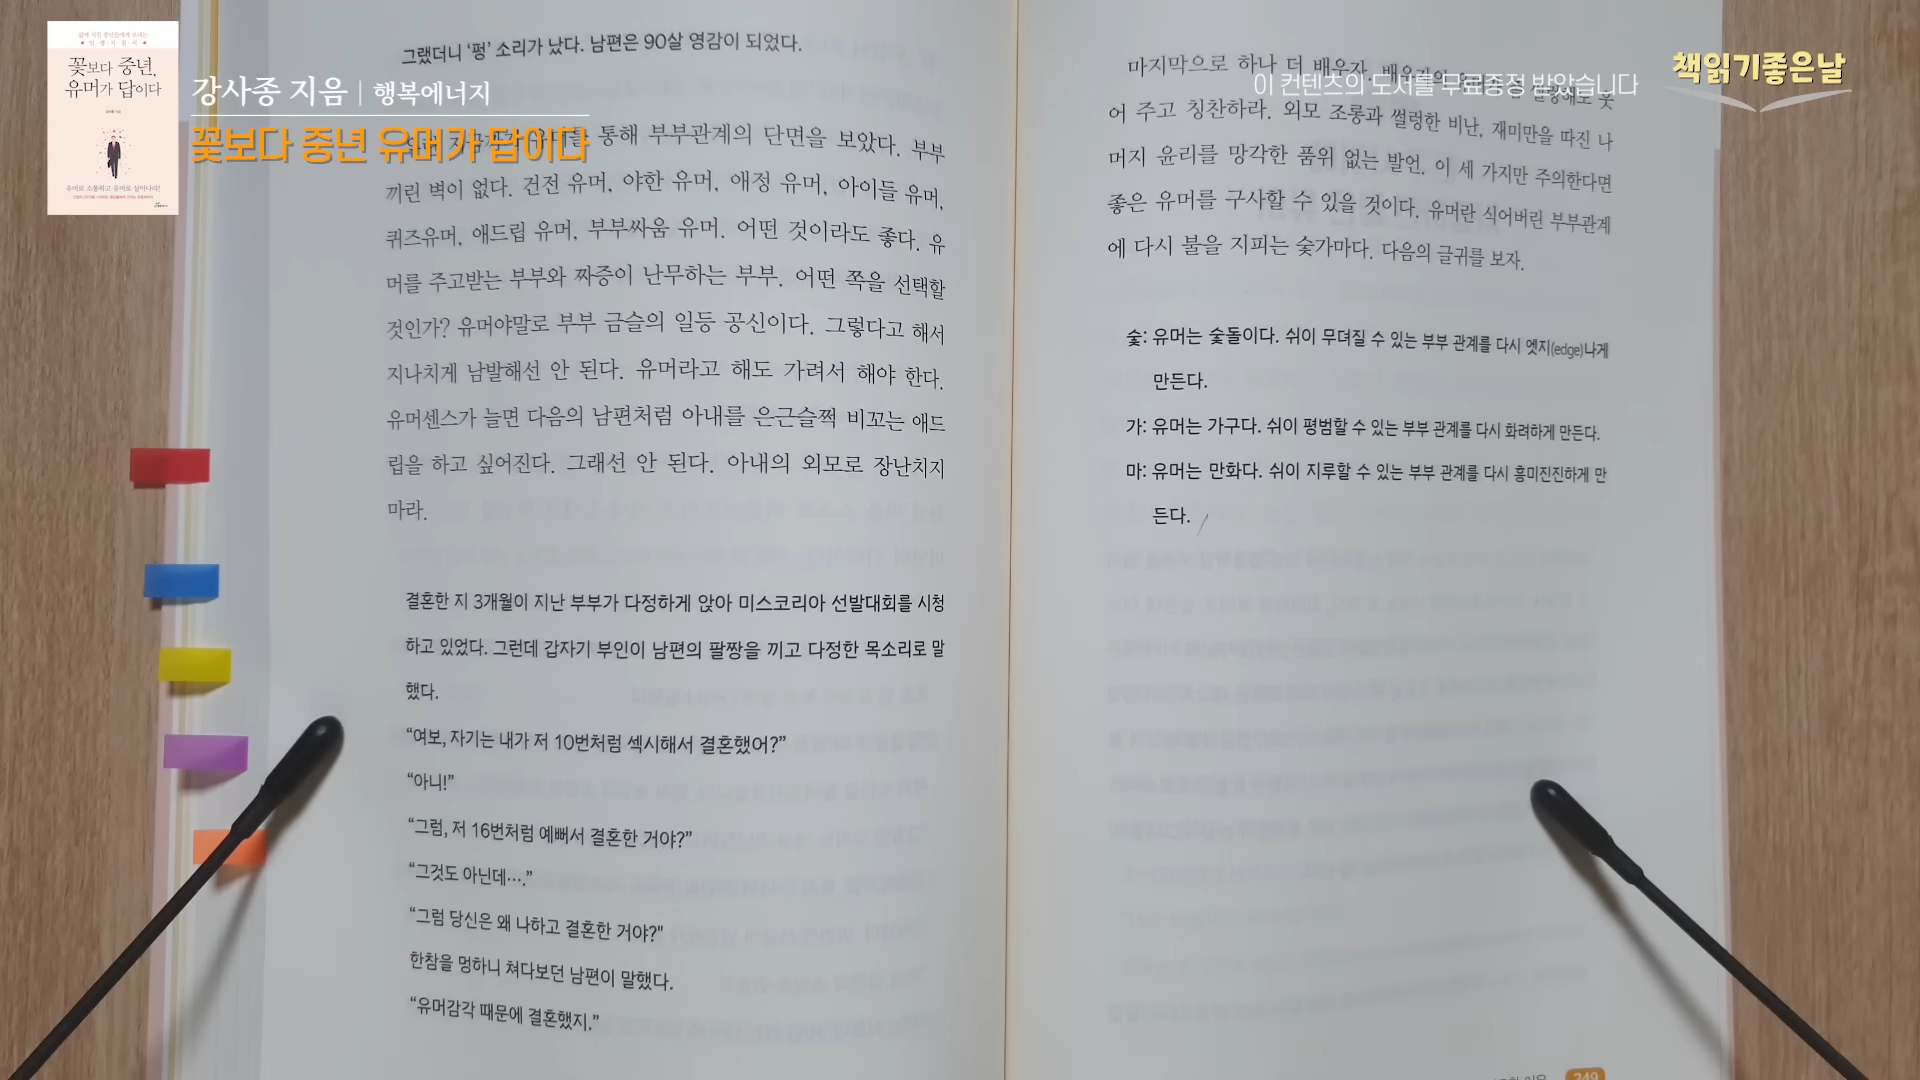 삶에 지친 중년들에게 보내는
인생지침서
꽃보다 중년,
유머가 답이다
유머로 소통하고 유머로 살아나라!
강사종 지음 | 행복에너지
꽃보다 중년 유머가 답이다
이 컨텐츠의 도서를 무료증정 받았습니다
책읽기좋은날
그랬더니 ‘펑’ 소리가 났다. 남편은 90살 영감이 되었다.
통해 부부관계의 단면을 보았다. 부부
끼린 벽이 없다. 건전 유머, 야한 유머, 애정 유머, 아이들 유머,
퀴즈유머, 애드립 유머, 부부싸움 유머. 어떤 것이라도 좋다. 유
머를 주고받는 부부와 짜증이 난무하는 부부. 어떤 쪽을 선택할
것인가? 유머야말로 부부 금슬의 일등 공신이다. 그렇다고 해서
지나치게 남발해선 안 된다. 유머라고 해도 가려서 해야 한다.
유머센스가 늘면 다음의 남편처럼 아내를 은근슬쩍 비꼬는 애드
립을 하고 싶어진다. 그래선 안 된다. 아내의 외모로 장난치지
마라.
결혼한 지 3개월이 지난 부부가 다정하게 앉아 미스코리아 선발대회를 시청
하고 있었다. 그런데 갑자기 부인이 남편의 팔짱을 끼고 다정한 목소리로 말
했다.
“여보, 자기는 내가 저 10번처럼 섹시해서 결혼했어?”
“아니!”
“그럼, 저 16번처럼 예뻐서 결혼한 거야?”
“그것도 아닌데….”
“그럼 당신은 왜 나하고 결혼한 거야?"
한참을 멍하니 쳐다보던 남편이 말했다.
“유머감각 때문에 결혼했지.”
마지막으로 하나 더 배우자.
어 주고 칭찬하라. 외모 조롱과 썰렁한 비난, 재미만을 따진 나
머지 윤리를 망각한 품위 없는 발언. 이 세 가지만 주의한다면
좋은 유머를 구사할 수 있을 것이다. 유머란 식어버린 부부관계
에 다시 불을 지피는 숯가마다. 다음의 글귀를 보자.
숯: 유머는 숯돌이다. 쉬이 무뎌질 수 있는 부부 관계를 다시 엣지(edge)나게
만든다.
가: 유머는 가구다. 쉬이 평범할 수 있는 부부 관계를 다시 화려하게 만든다.
마: 유머는 만화다. 쉬이 지루할 수 있는 부부 관계를 다시 흥미진진하게 만
든다.
249